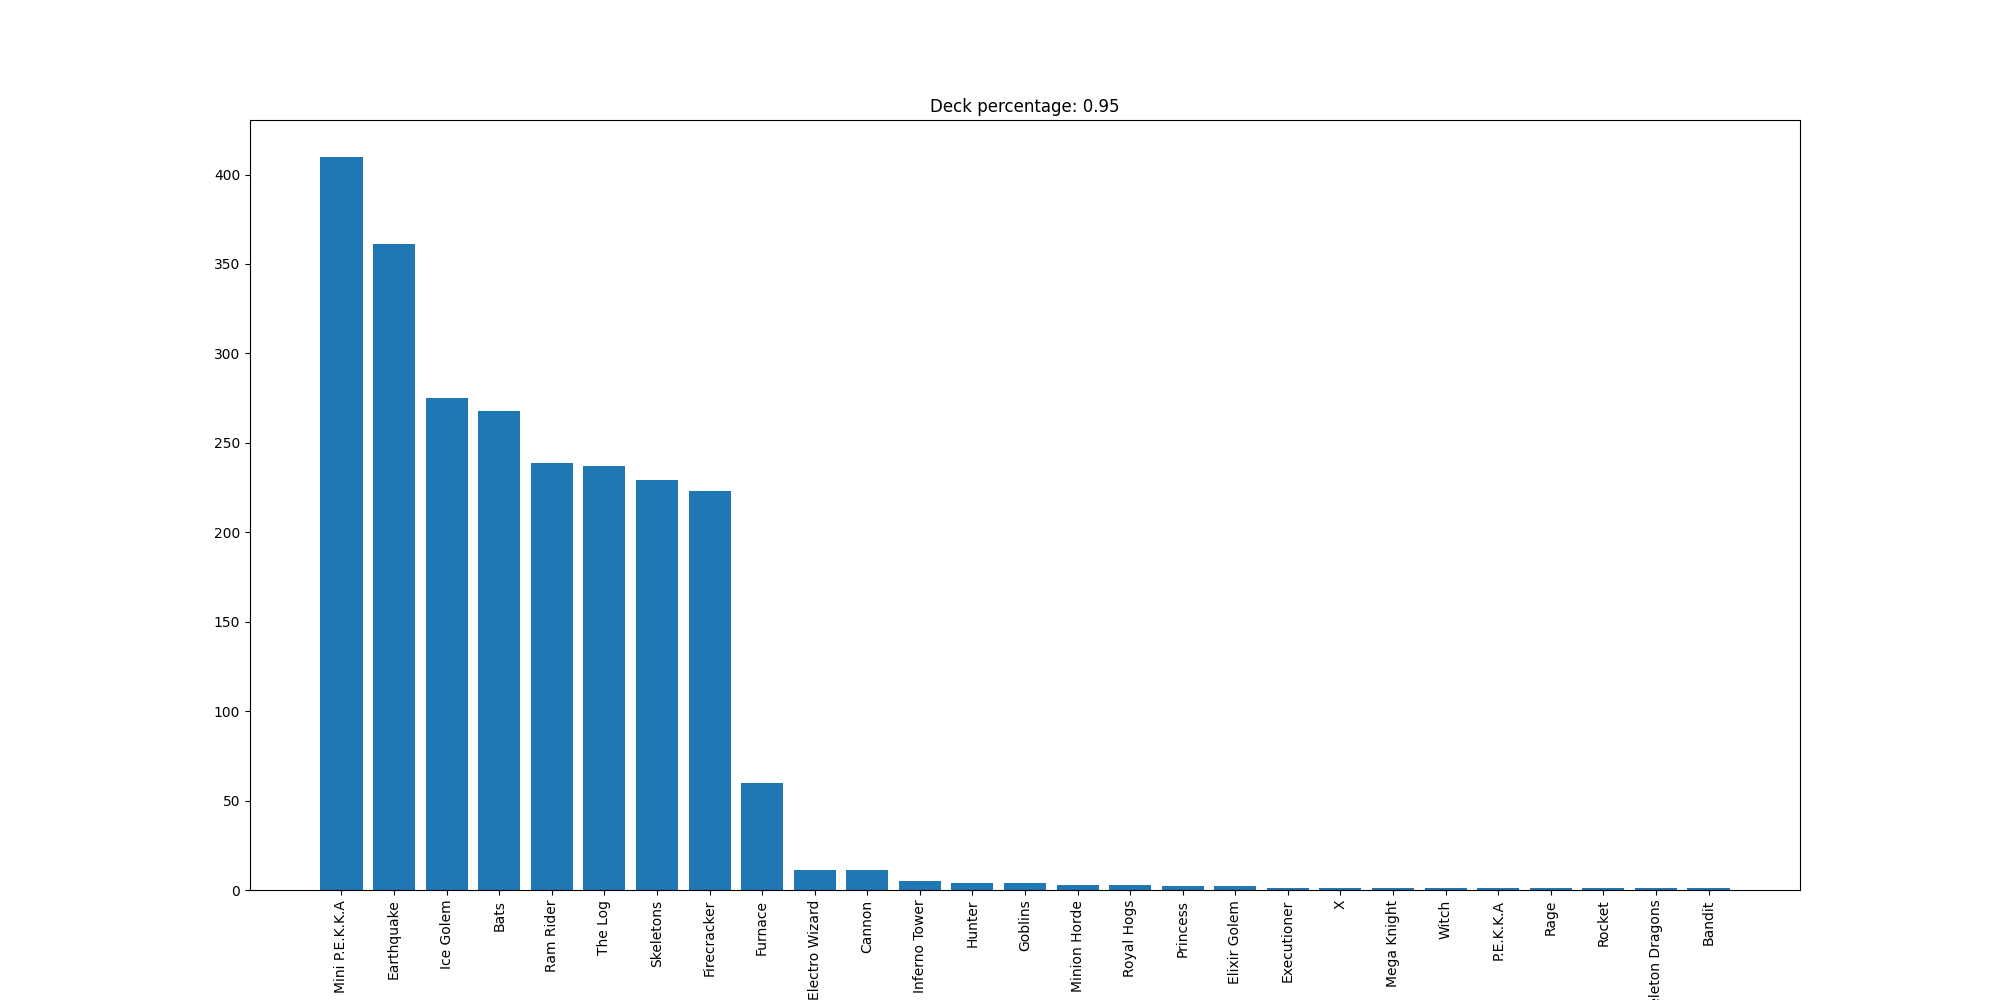 Deck percentage: 0.95
400
350
300
250
200
150
100
50
0
Mini P.E.K.K.A
Earthquake
Ice Golem
Bats
Ram Rider
The Log
Skeletons
Firecracker
Furnace
Electro Wizard
Cannon
Inferno Tower
Hunter
Goblins
Minion Horde
Royal Hogs
Princess
Elixir Golem
Executioner
X
Mega Knight
Witch
P.E.K.K.A
Rage
Rocket
eleton Dragons
Bandit